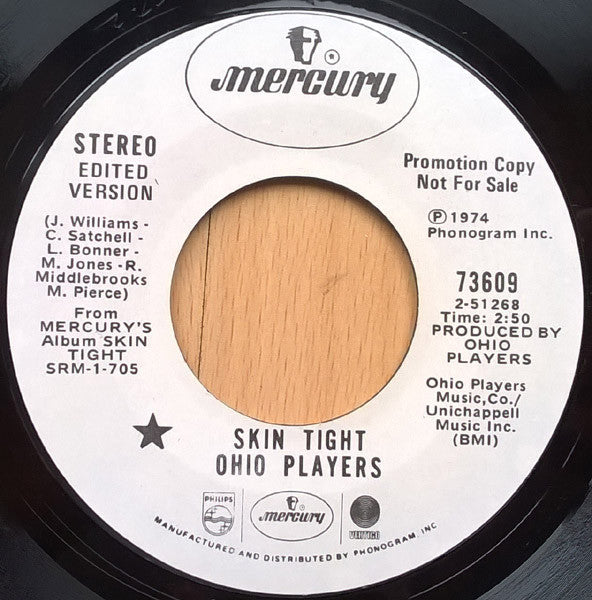 mercury
®
STEREO
EDITED
VERSION
(J. Williams -
C. Satchell -
L. Bonner -
M. Jones -R.
Middlebrooks
M. Pierce)
From
MERCURY'S
Album SKIN
TIGHT
SRM-1-705
Promotion Copy
Not For Sale
Ⓟ 1974
Phonogram Inc.
73609
2-51268
Time: 2:50
PRODUCED BY
OHIO
PLAYERS
Ohio Players
Music,Co./
Unichappell
Music Inc.
(BMI)
SKIN TIGHT
OHIO PLAYERS
PHILIPS
mercury
VERTIGO
MANUFACTURED AND DISTRIBUTED BY PHONOGRAM, INC